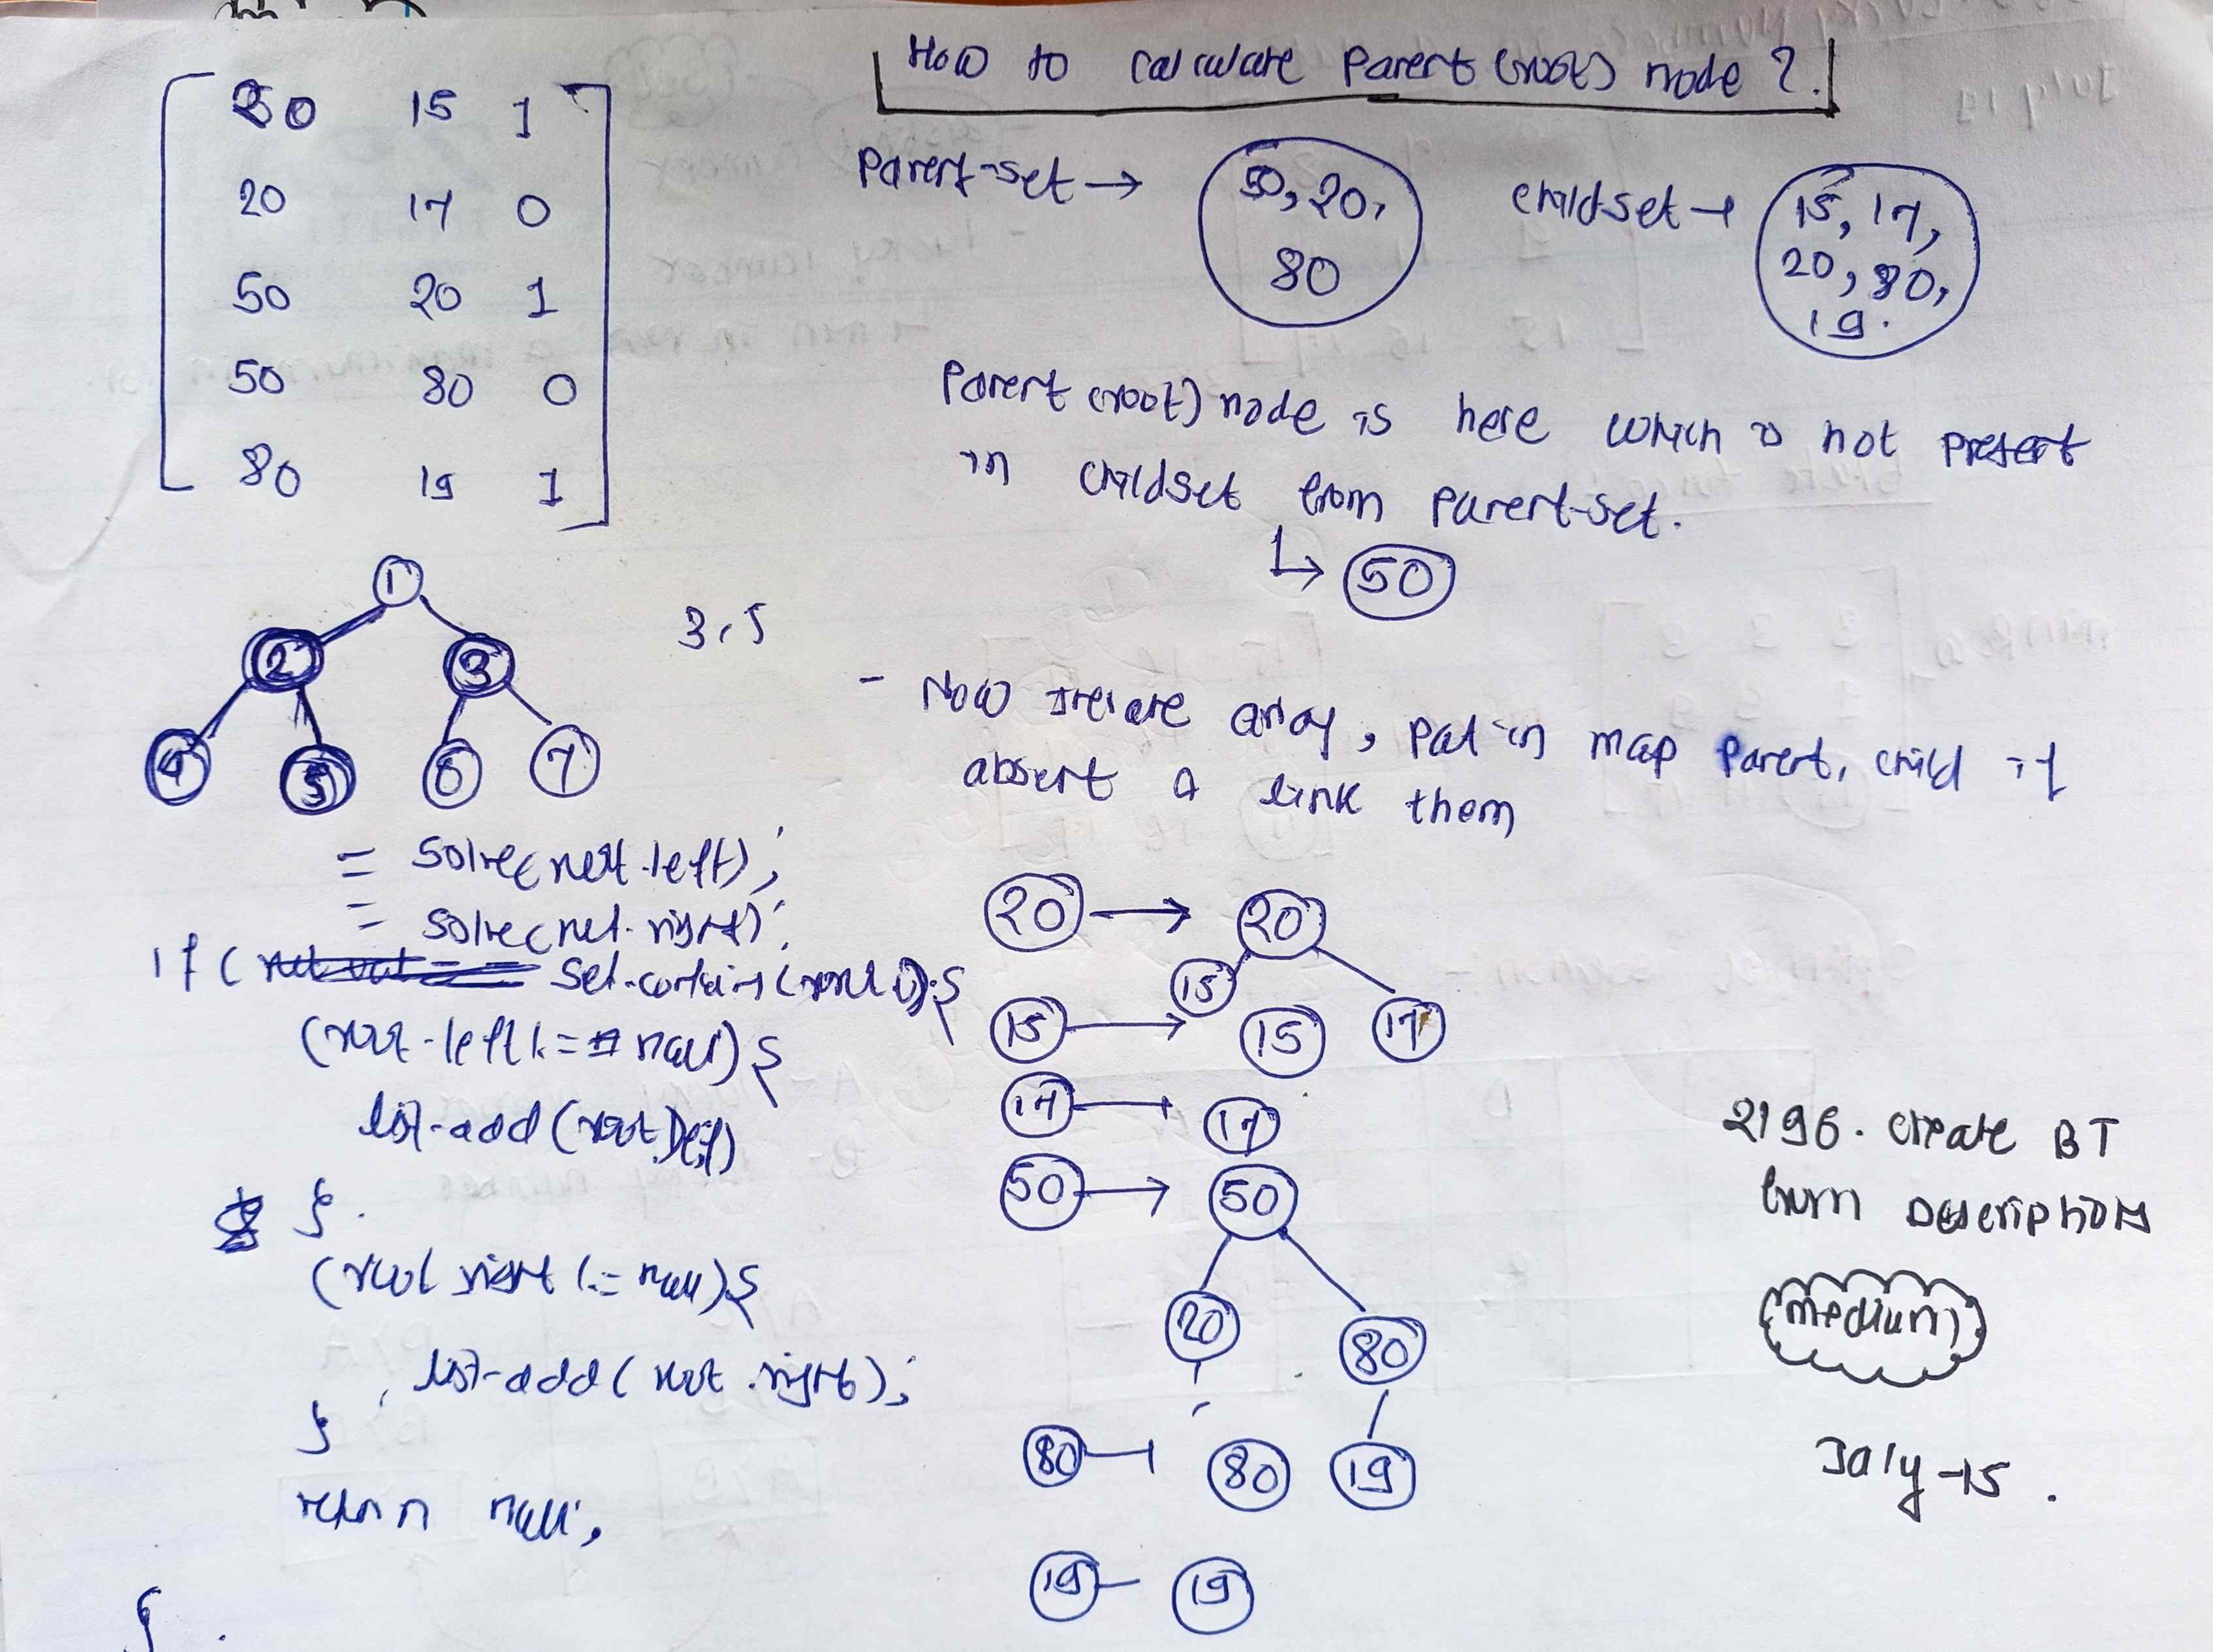 How to calculate Parent (root) node ?.
20 15 1
20 17 0
50 20 1
50 80 0
80 19 1
Parent-set →
50, 20,
80
childset →
15, 17,
20, 80,
19.
Parent (root) node is here which is not present
in childset from parent-set.
50
1
2 3
4 5 6 7
3, 5
- Now iterate array, put in map parent, child if
absent & link them
= solve(root.left);
= solve(root.right);
if ( set.contains(root
(root.left != null) {
list.add(root.left)
}
(root.right != null) {
list.add(root.right);
}
return null;
}
20 → 20
15 17
15 → 15
17 → 17
50 → 50
20 80
80 80 19
19 19
2196. create BT
from Description
(medium)
July-15.